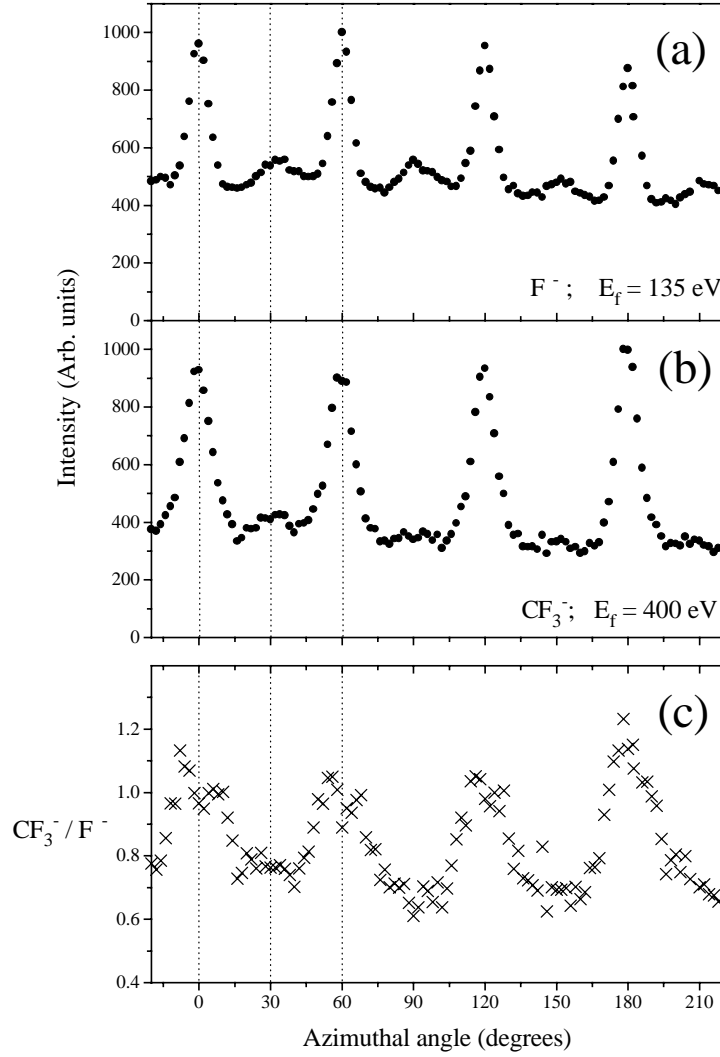 (a)
1000
800
600
400
200
0
F⁻ ; E_f = 135 eV
Intensity (Arb. units)
(b)
1000
800
600
400
200
0
CF₃⁻; E_f = 400 eV
(c)
1.2
1.0
0.8
0.6
0.4
CF₃⁻ / F⁻
0 30 60 90 120 150 180 210
Azimuthal angle (degrees)